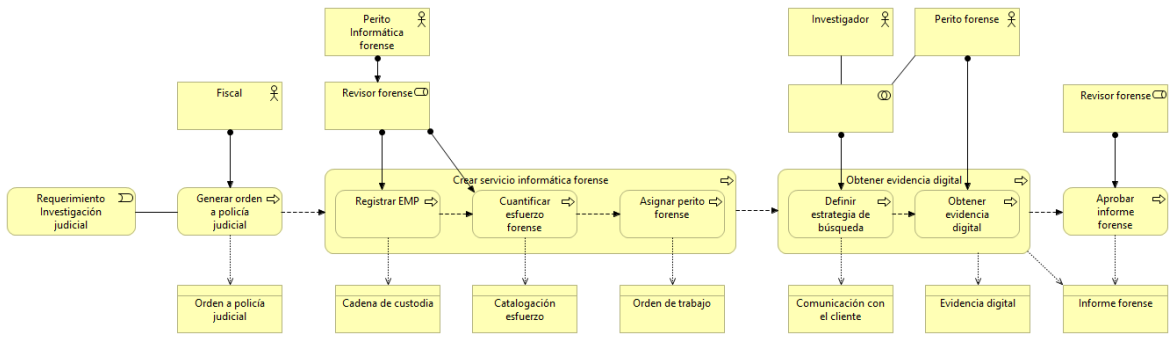 Perito
Informática
forense
Investigador
Perito forense
Fiscal
Revisor forense
Revisor forense
Crear servicio informática forense
Obtener evidencia digital
Requerimiento
Investigación
judicial
Generar orden
a policía
judicial
Registrar EMP
Cuantificar
esfuerzo
forense
Asignar perito
forense
Definir
estrategia de
búsqueda
Obtener
evidencia
digital
Aprobar
informe
forense
Orden a policía
judicial
Cadena de custodia
Catalogación
esfuerzo
Orden de trabajo
Comunicación con
el cliente
Evidencia digital
Informe forense